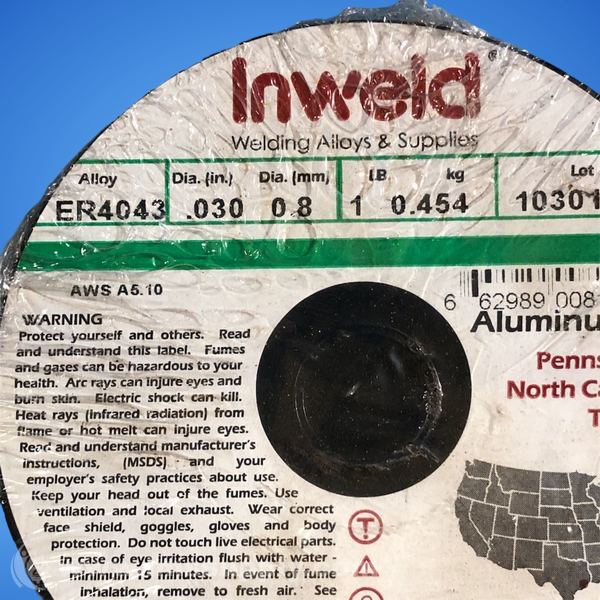 Inweld®
Welding Alloys & Supplies
Alloy Dia. (in.) Dia. (mm) LB kg Lot
ER4043 .030 0.8 1 0.454 10301
AWS A5.10
6 62989 008
Aluminu
WARNING
Protect yourself and others. Read
and understand this label. Fumes
and gases can be hazardous to your
health. Arc rays can injure eyes and
burn skin. Electric shock can kill.
Heat rays (infrared radiation) from
flame or hot melt can injure eyes.
Read and understand manufacturer's
instructions, (MSDS) and your
employer's safety practices about use.
Keep your head out of the fumes. Use
ventilation and local exhaust. Wear correct
face shield, goggles, gloves and body
protection. Do not touch live electrical parts.
In case of eye irritation flush with water -
minimum 15 minutes. In event of fume
inhalation, remove to fresh air. See
Penns
North Ca
T